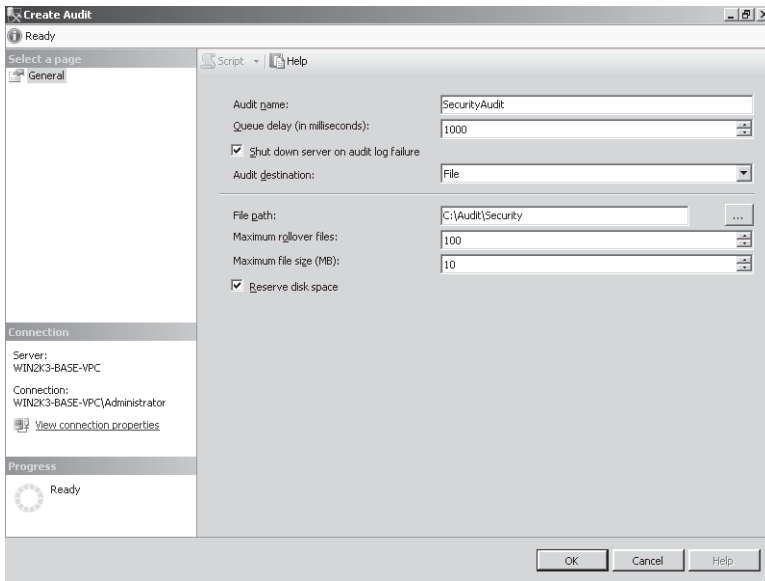 Create Audit
Ready
Select a page
General
Script
Help
Audit name:
SecurityAudit
Queue delay (in milliseconds):
1000
Shut down server on audit log failure
Audit destination:
File
File path:
C:\Audit\Security
...
Maximum rollover files:
100
Maximum file size (MB):
10
Reserve disk space
Connection
Server:
WIN2K3-BASE-VPC
Connection:
WIN2K3-BASE-VPC\Administrator
View connection properties
Progress
Ready
OK
Cancel
Help